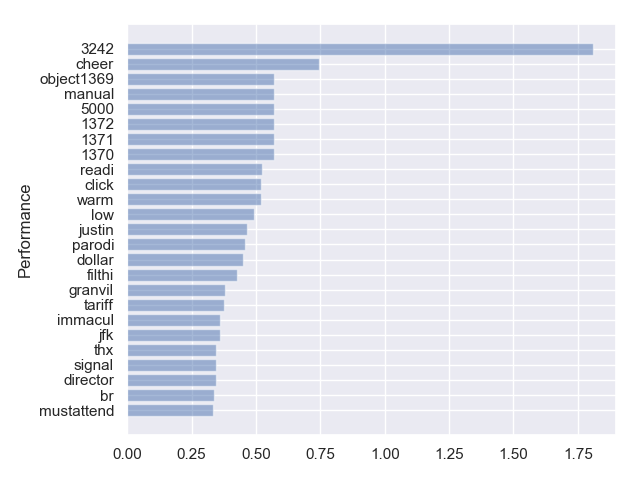 3242
cheer
object1369
manual
5000
1372
1371
1370
readi
click
warm
low
justin
parodi
dollar
filthi
granvil
tariff
immacul
jfk
thx
signal
director
br
mustattend
Performance
0.00 0.25 0.50 0.75 1.00 1.25 1.50 1.75